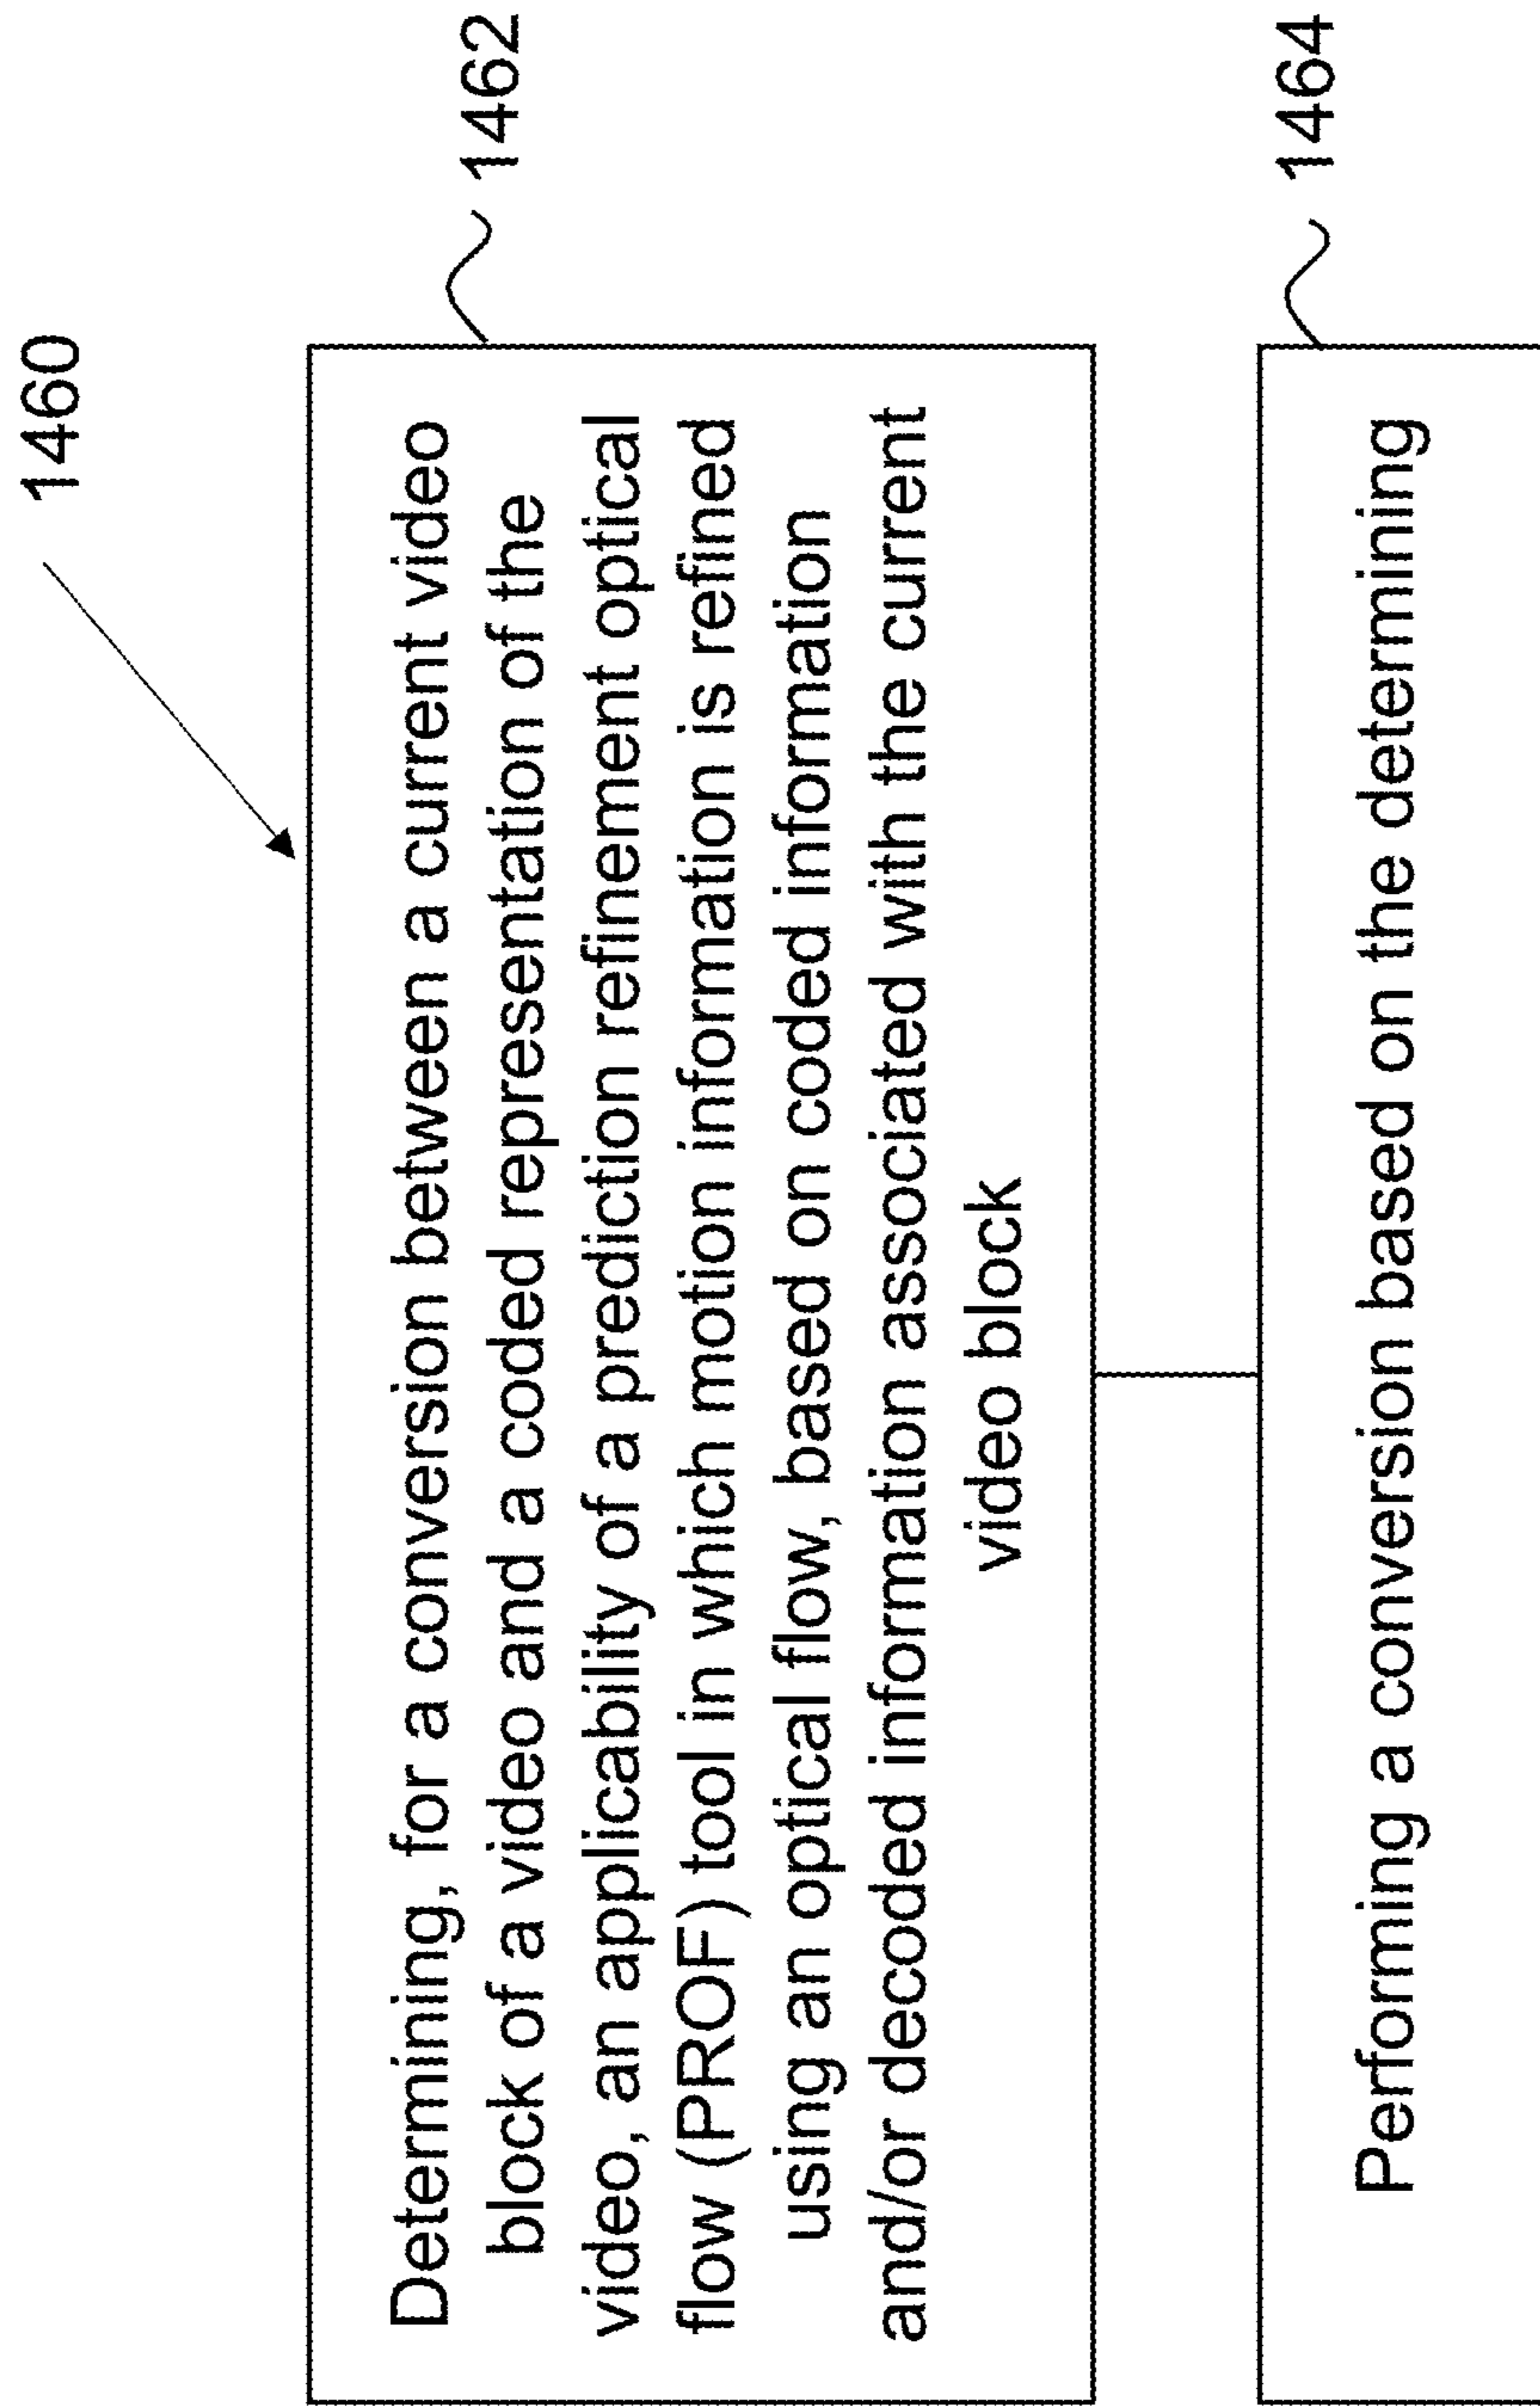 1460
Determining, for a conversion between a current video
block of a video and a coded representation of the
video, an applicability of a prediction refinement optical
flow (PROF) tool in which motion information is refined
using an optical flow, based on coded information
and/or decoded information associated with the current
video block
1462
Performing a conversion based on the determining
1464